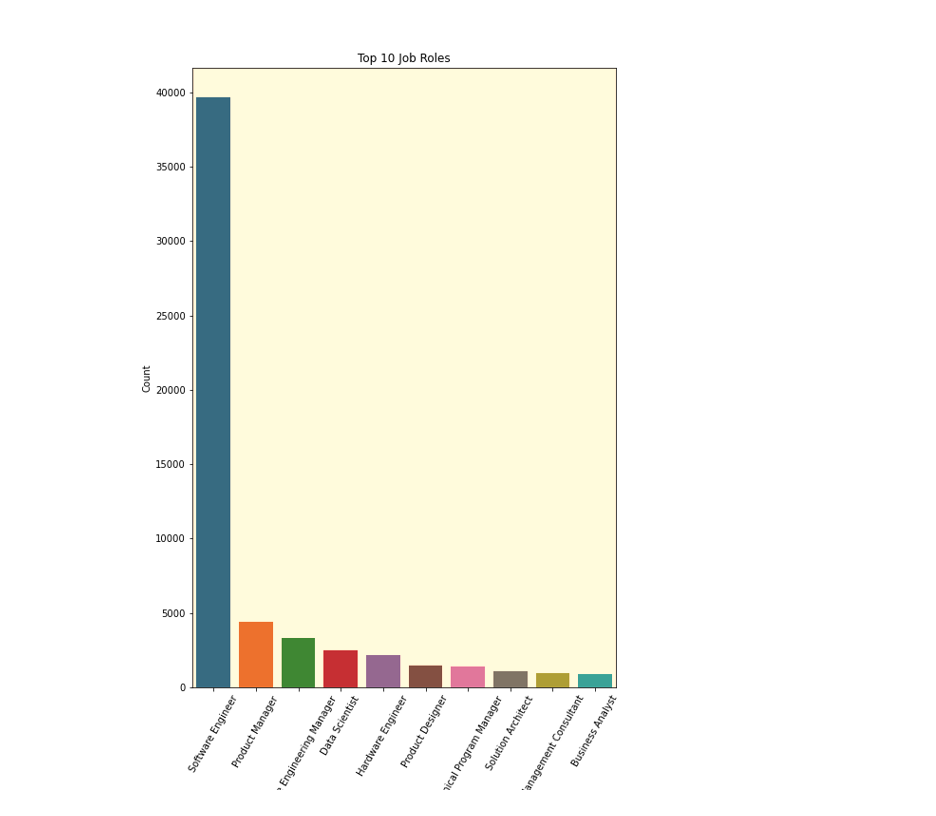 Top 10 Job Roles
40000
35000
30000
25000
20000
15000
10000
5000
0
Count
Software Engineer
Product Manager
Engineering Manager
Data Scientist
Hardware Engineer
Product Designer
Program Manager
Solution Architect
Consultant
Business Analyst